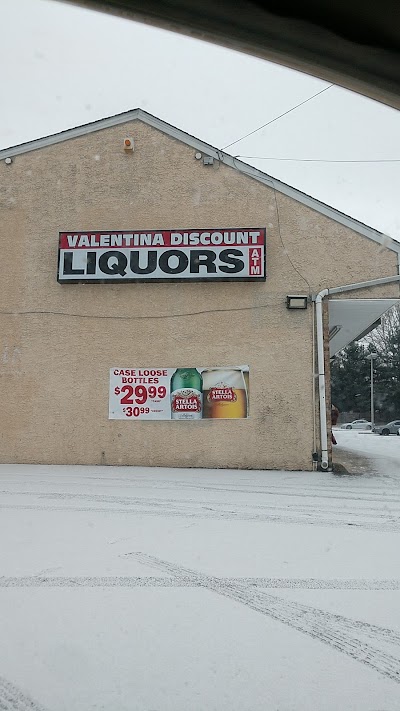 VALENTINA DISCOUNT
LIQUORS
ATM
CASE LOOSE
BOTTLES
$29.99
$30.99
STELLA
ARTOIS
STELLA
ARTOIS